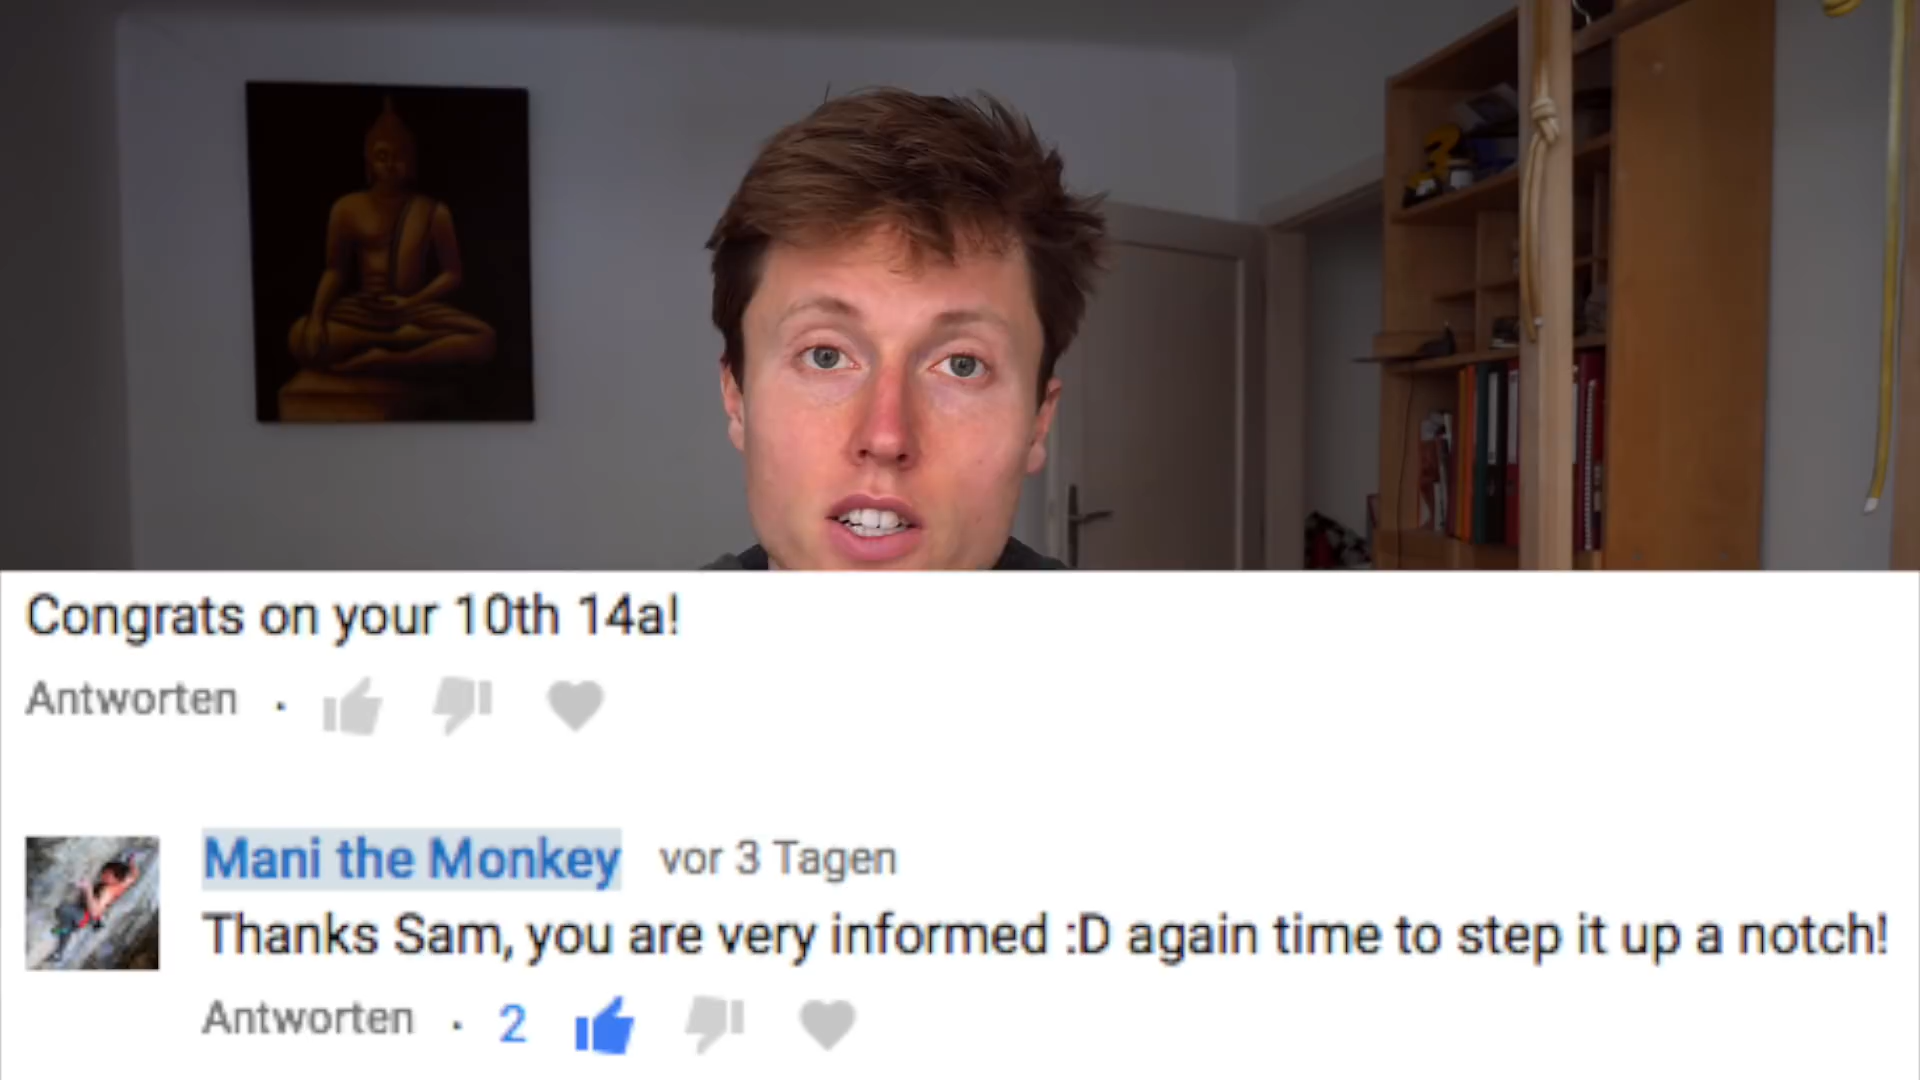 Congrats on your 10th 14a!
Antworten ·
Mani the Monkey vor 3 Tagen
Thanks Sam, you are very informed :D again time to step it up a notch!
Antworten · 2